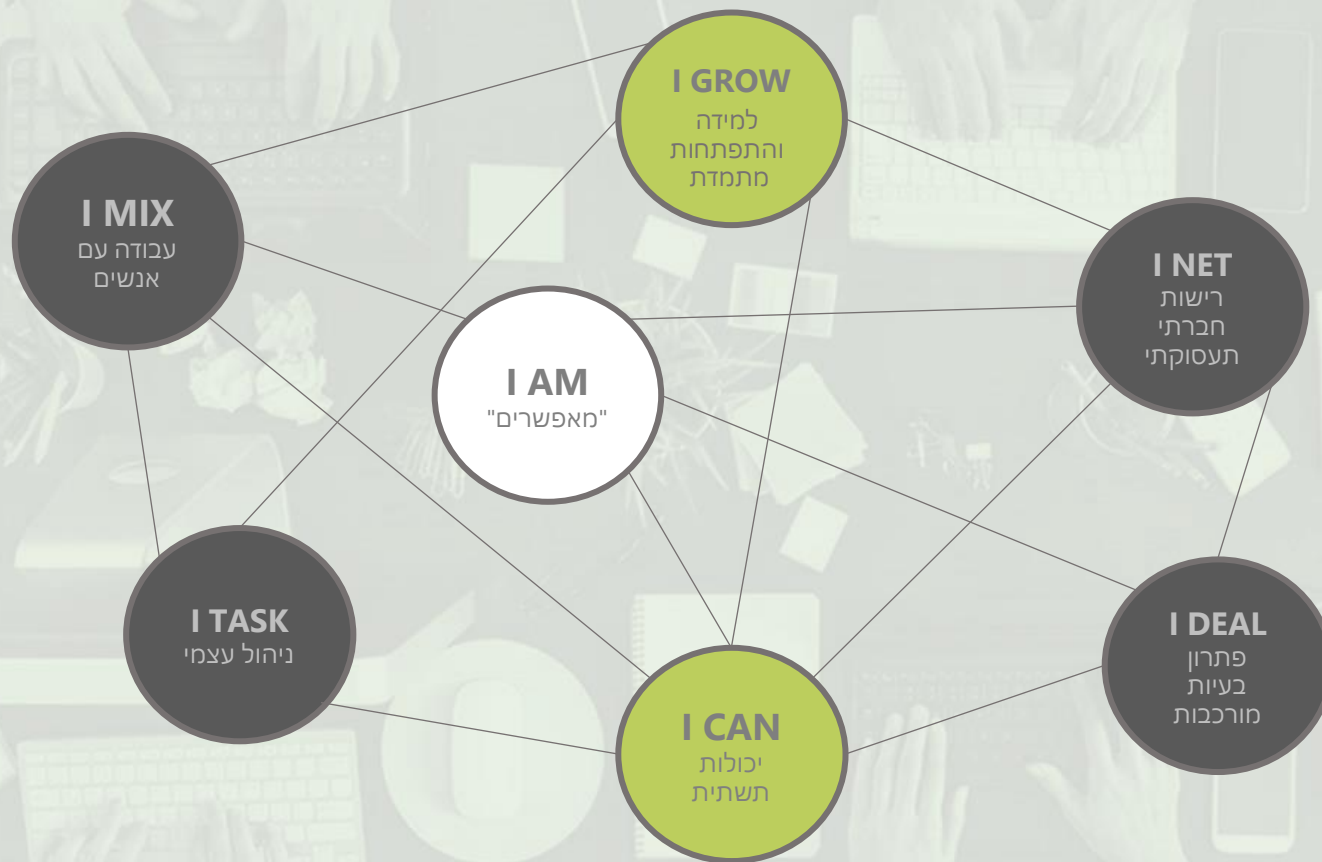 I GROW
למידה
והתפתחות
מתמדת
I MIX
עבודה עם
אנשים
I NET
רישות
חברתי
תעסוקתי
I AM
"מאפשרים"
I TASK
ניהול עצמי
I DEAL
פתרון
בעיות
מורכבות
I CAN
יכולות
תשתית